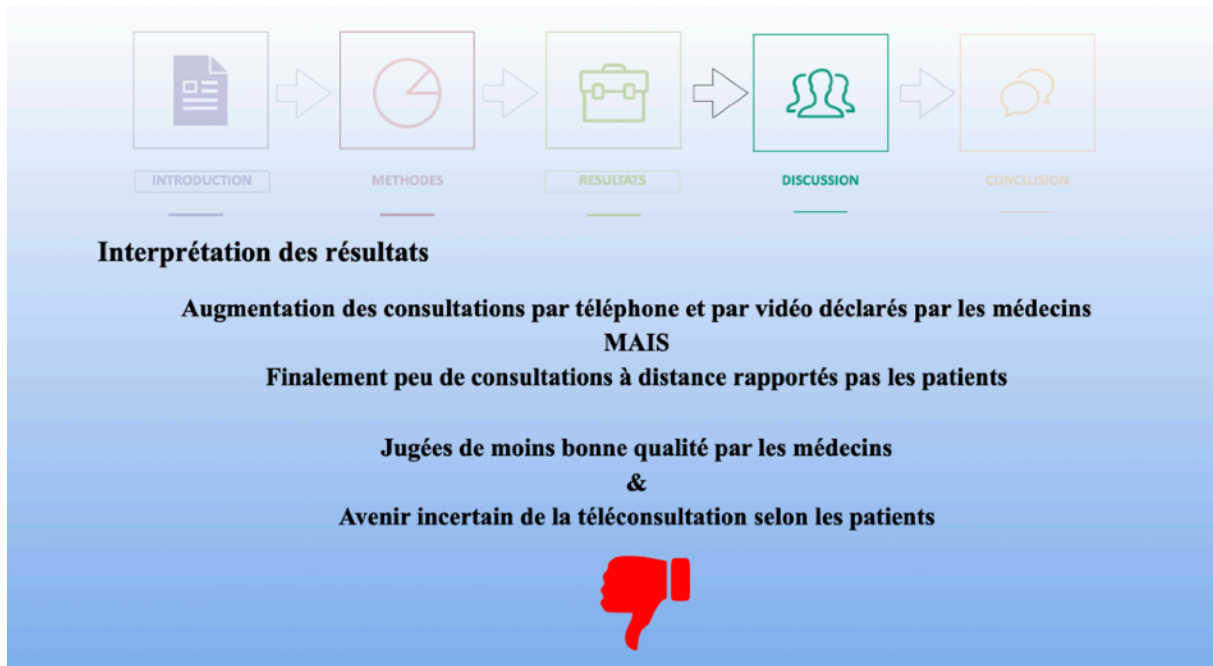 INTRODUCTION
METHODES
RESULTATS
DISCUSSION
CONCLUSION
Interprétation des résultats
Augmentation des consultations par téléphone et par vidéo déclarés par les médecins
MAIS
Finalement peu de consultations à distance rapportés pas les patients
Jugées de moins bonne qualité par les médecins
&
Avenir incertain de la téléconsultation selon les patients